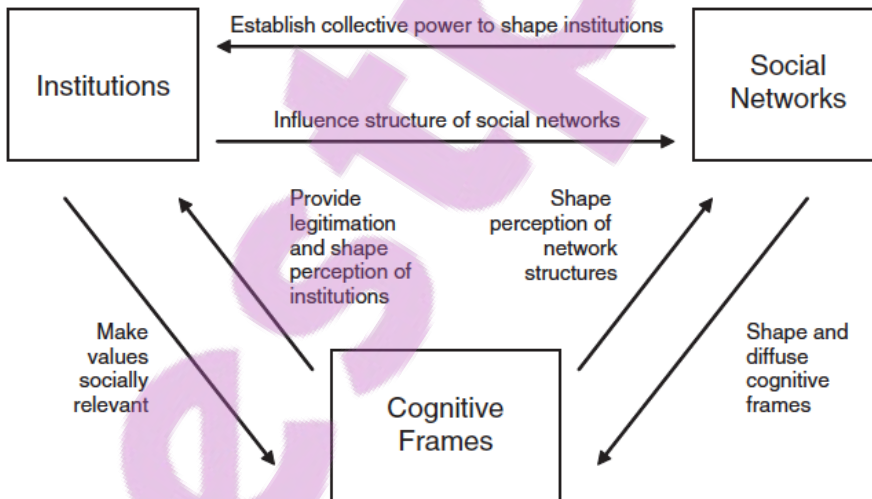 Establish collective power to shape institutions
Institutions
Social
Networks
Influence structure of social networks
Provide
legitimation
and shape
perception of
institutions
Shape
perception of
network
structures
Make
values
socially
relevant
Shape and
diffuse
cognitive
frames
Cognitive
Frames